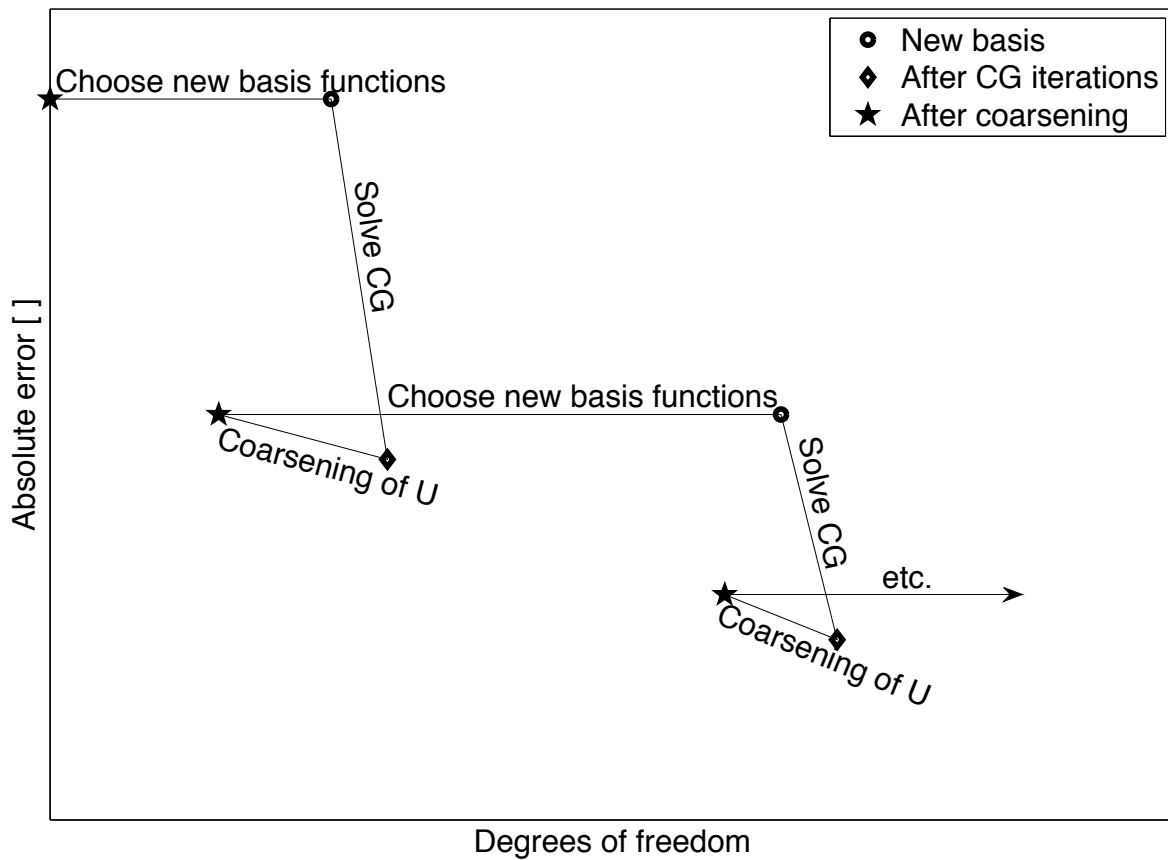 New basis
After CG iterations
After coarsening
Choose new basis functions
Solve CG
Choose new basis functions
Coarsening of U
Solve CG
etc.
Coarsening of U
Absolute error [ ]
Degrees of freedom